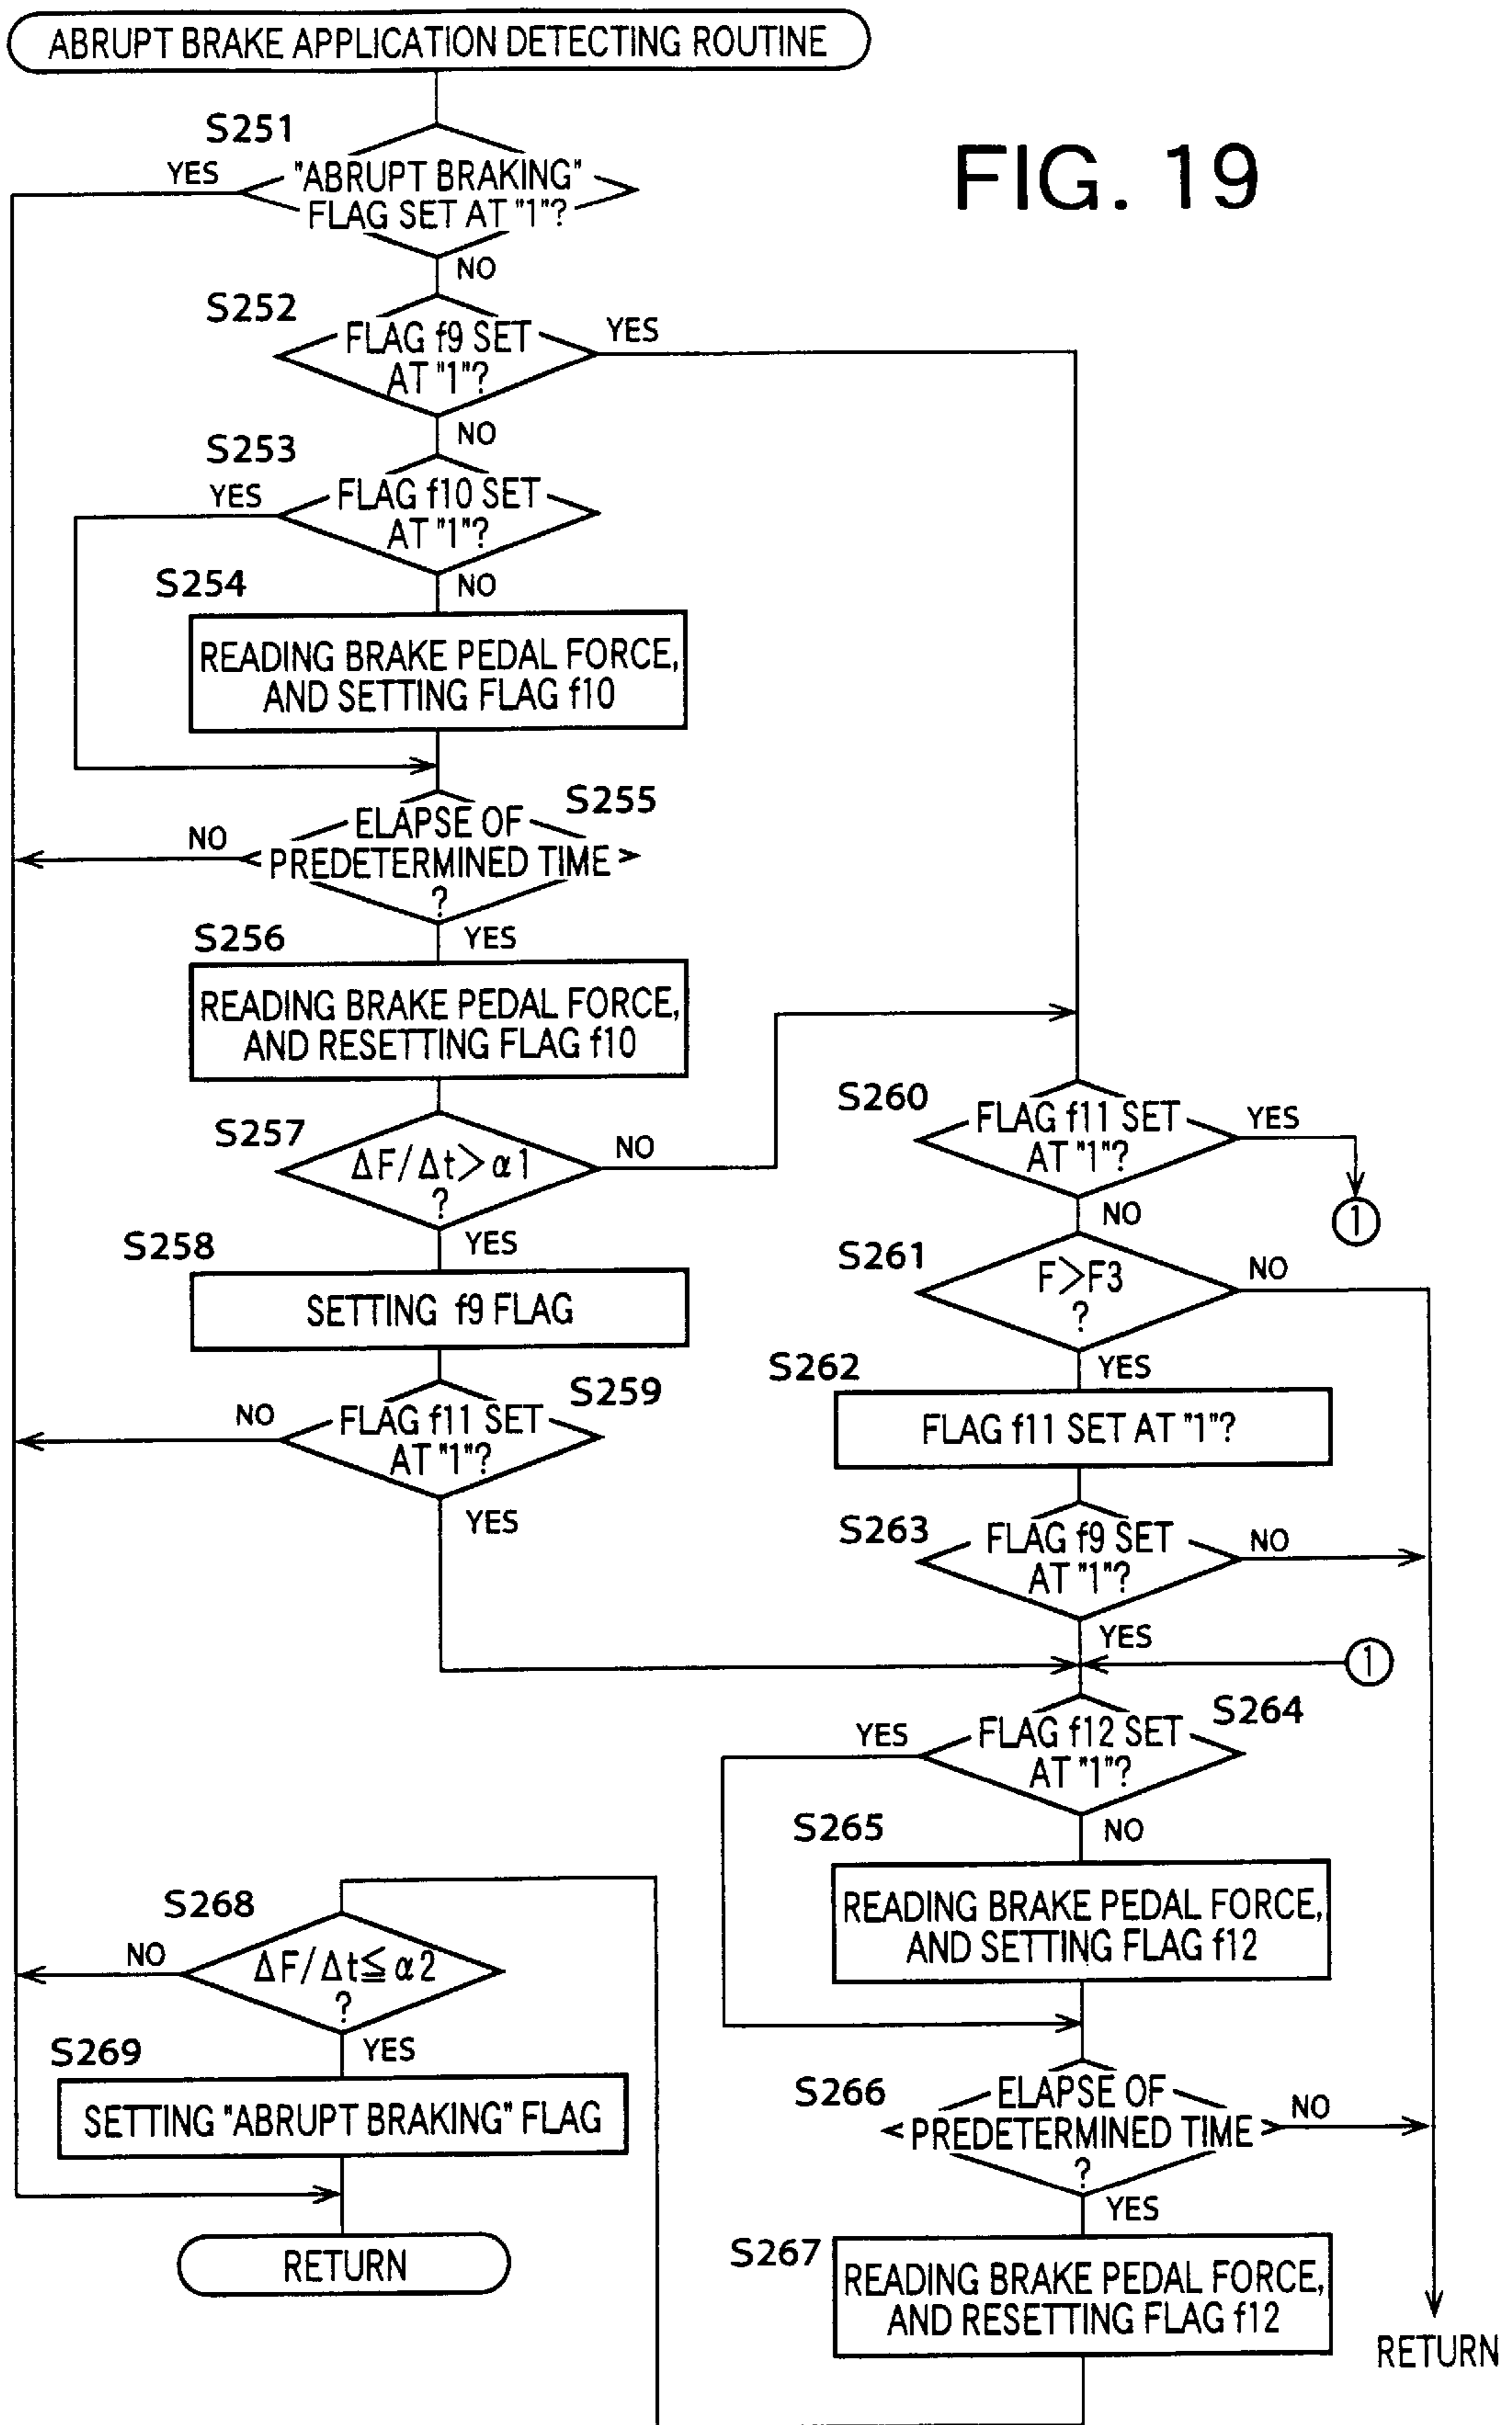 ABRUPT BRAKE APPLICATION DETECTING ROUTINE
FIG. 19
S251
"ABRUPT BRAKING"
FLAG SET AT "1"?
YES
NO
S252
FLAG f9 SET
AT "1"?
YES
NO
S253
FLAG f10 SET
AT "1"?
YES
NO
S254
READING BRAKE PEDAL FORCE,
AND SETTING FLAG f10
S255
ELAPSE OF
PREDETERMINED TIME
?
NO
YES
S256
READING BRAKE PEDAL FORCE,
AND RESETTING FLAG f10
S257
ΔF/Δt>α1
?
NO
YES
S258
SETTING f9 FLAG
S259
FLAG f11 SET
AT "1"?
NO
YES
S260
FLAG f11 SET
AT "1"?
YES
1
NO
S261
F>F3
?
NO
YES
S262
FLAG f11 SET AT "1"?
S263
FLAG f9 SET
AT "1"?
NO
YES
1
S264
FLAG f12 SET
AT "1"?
YES
NO
S265
READING BRAKE PEDAL FORCE,
AND SETTING FLAG f12
S266
ELAPSE OF
PREDETERMINED TIME
?
NO
YES
S267
READING BRAKE PEDAL FORCE,
AND RESETTING FLAG f12
RETURN
S268
ΔF/Δt≦α2
?
NO
YES
S269
SETTING "ABRUPT BRAKING" FLAG
RETURN